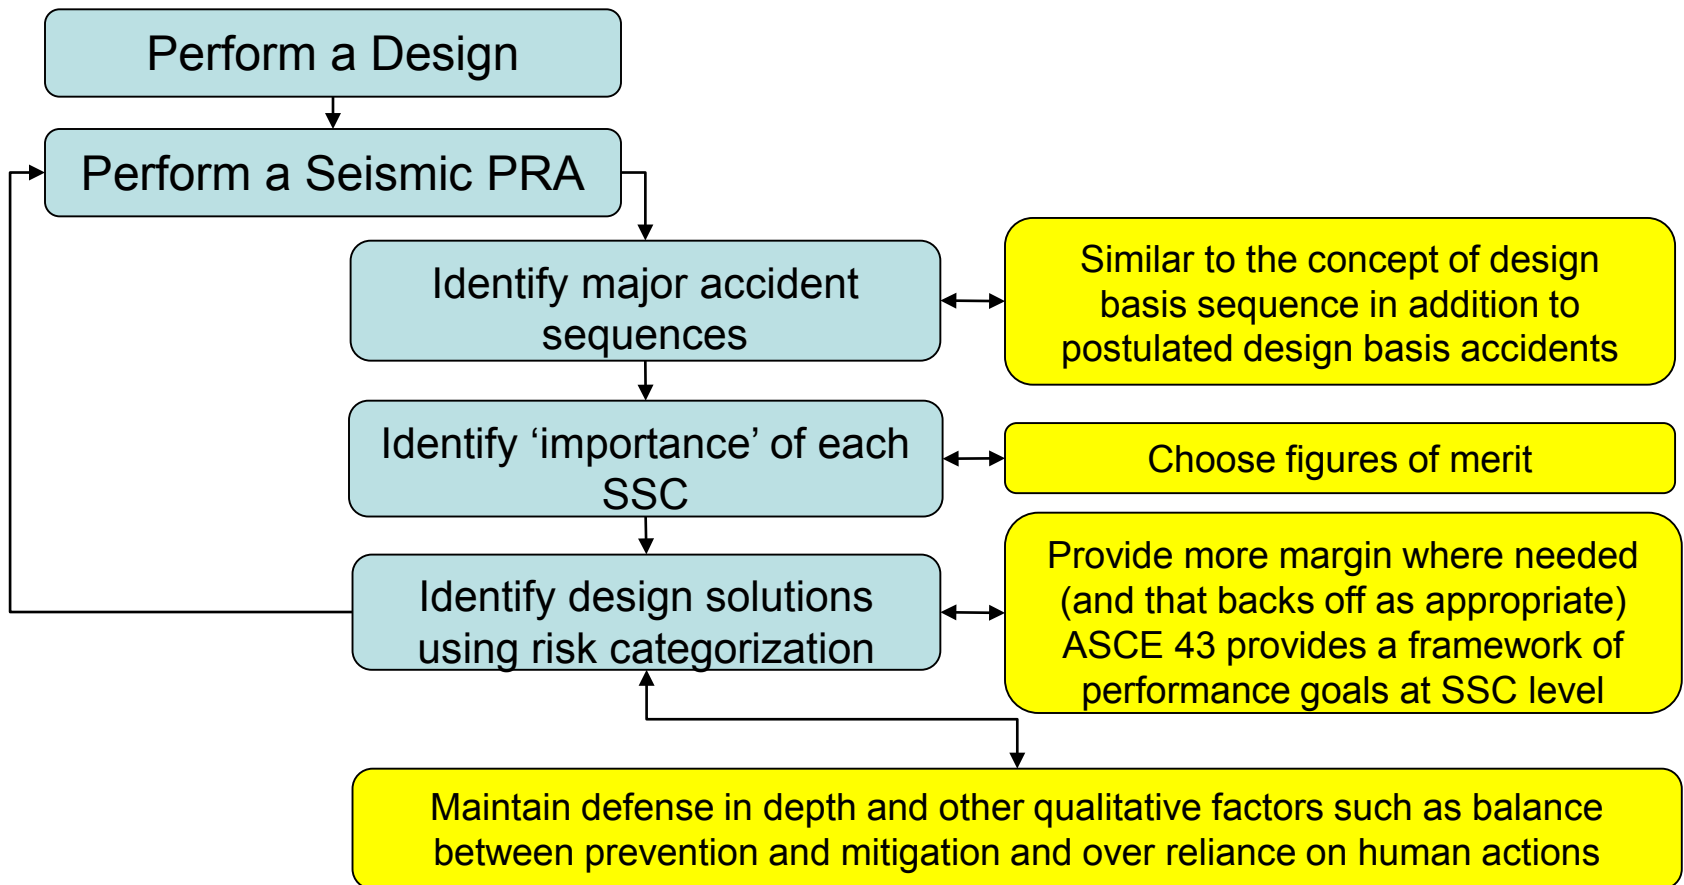 Perform a Design
Perform a Seismic PRA
Identify major accident
sequences
Similar to the concept of design
basis sequence in addition to
postulated design basis accidents
Identify ‘importance’ of each
SSC
Choose figures of merit
Identify design solutions
using risk categorization
Provide more margin where needed
(and that backs off as appropriate)
ASCE 43 provides a framework of
performance goals at SSC level
Maintain defense in depth and other qualitative factors such as balance
between prevention and mitigation and over reliance on human actions